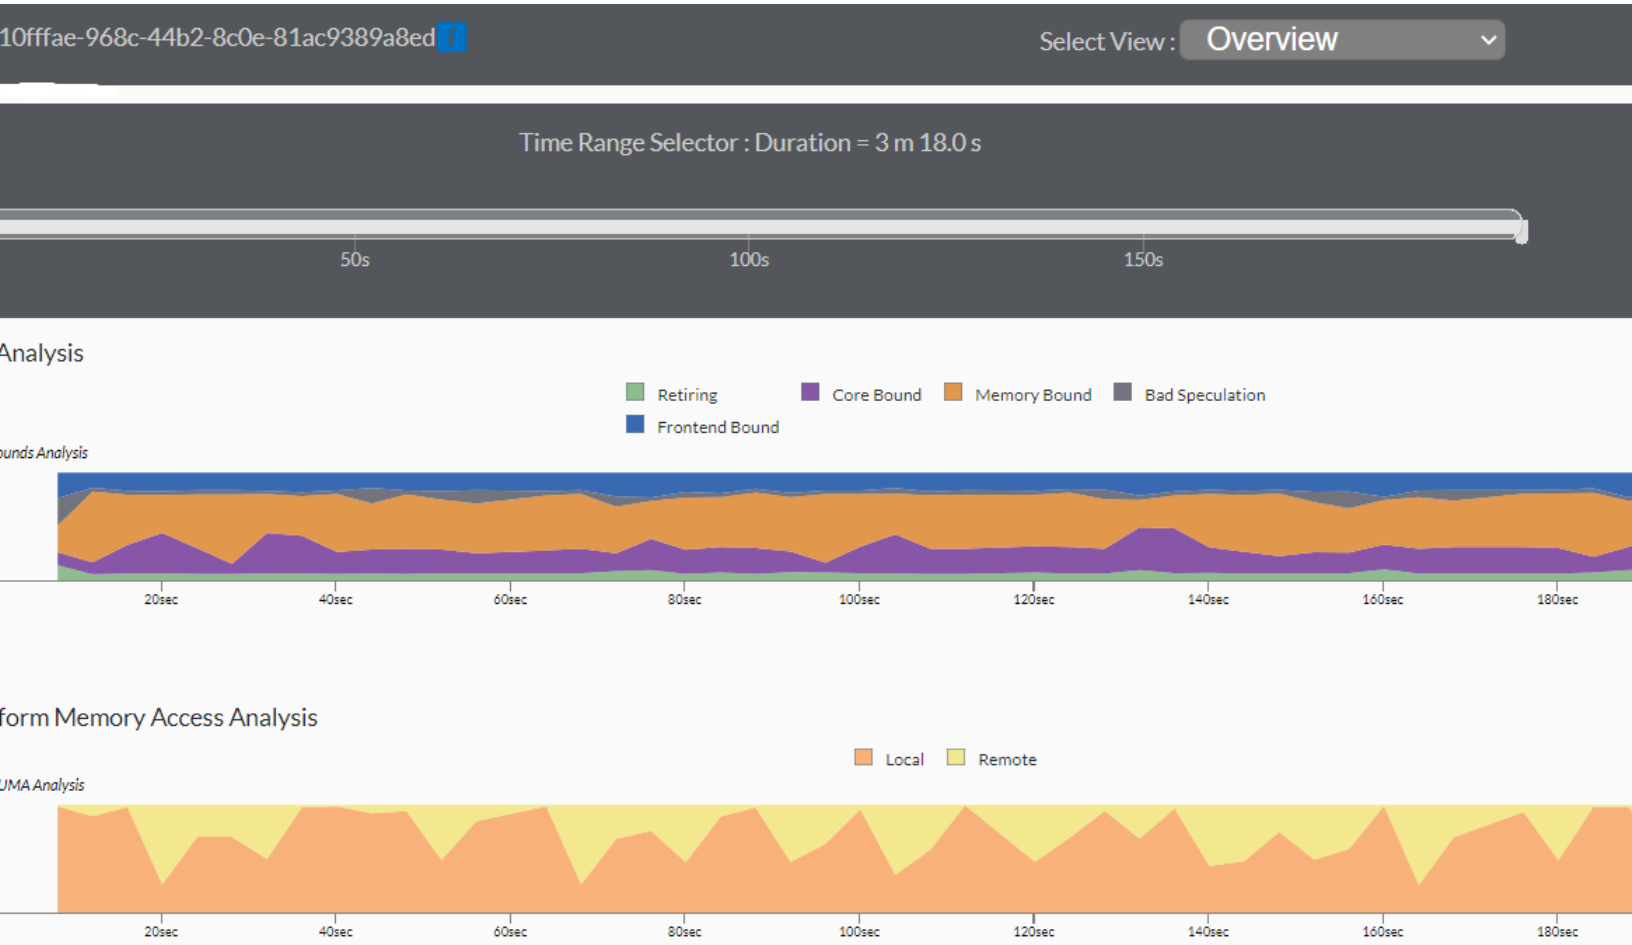 10fffae-968c-44b2-8c0e-81ac9389a8ed i
Select View : Overview
Time Range Selector : Duration = 3 m 18.0 s
50s 100s 150s
Analysis
Retiring Core Bound Memory Bound Bad Speculation
Frontend Bound
ounds Analysis
20sec 40sec 60sec 80sec 100sec 120sec 140sec 160sec 180sec
form Memory Access Analysis
Local Remote
UMA Analysis
20sec 40sec 60sec 80sec 100sec 120sec 140sec 160sec 180sec